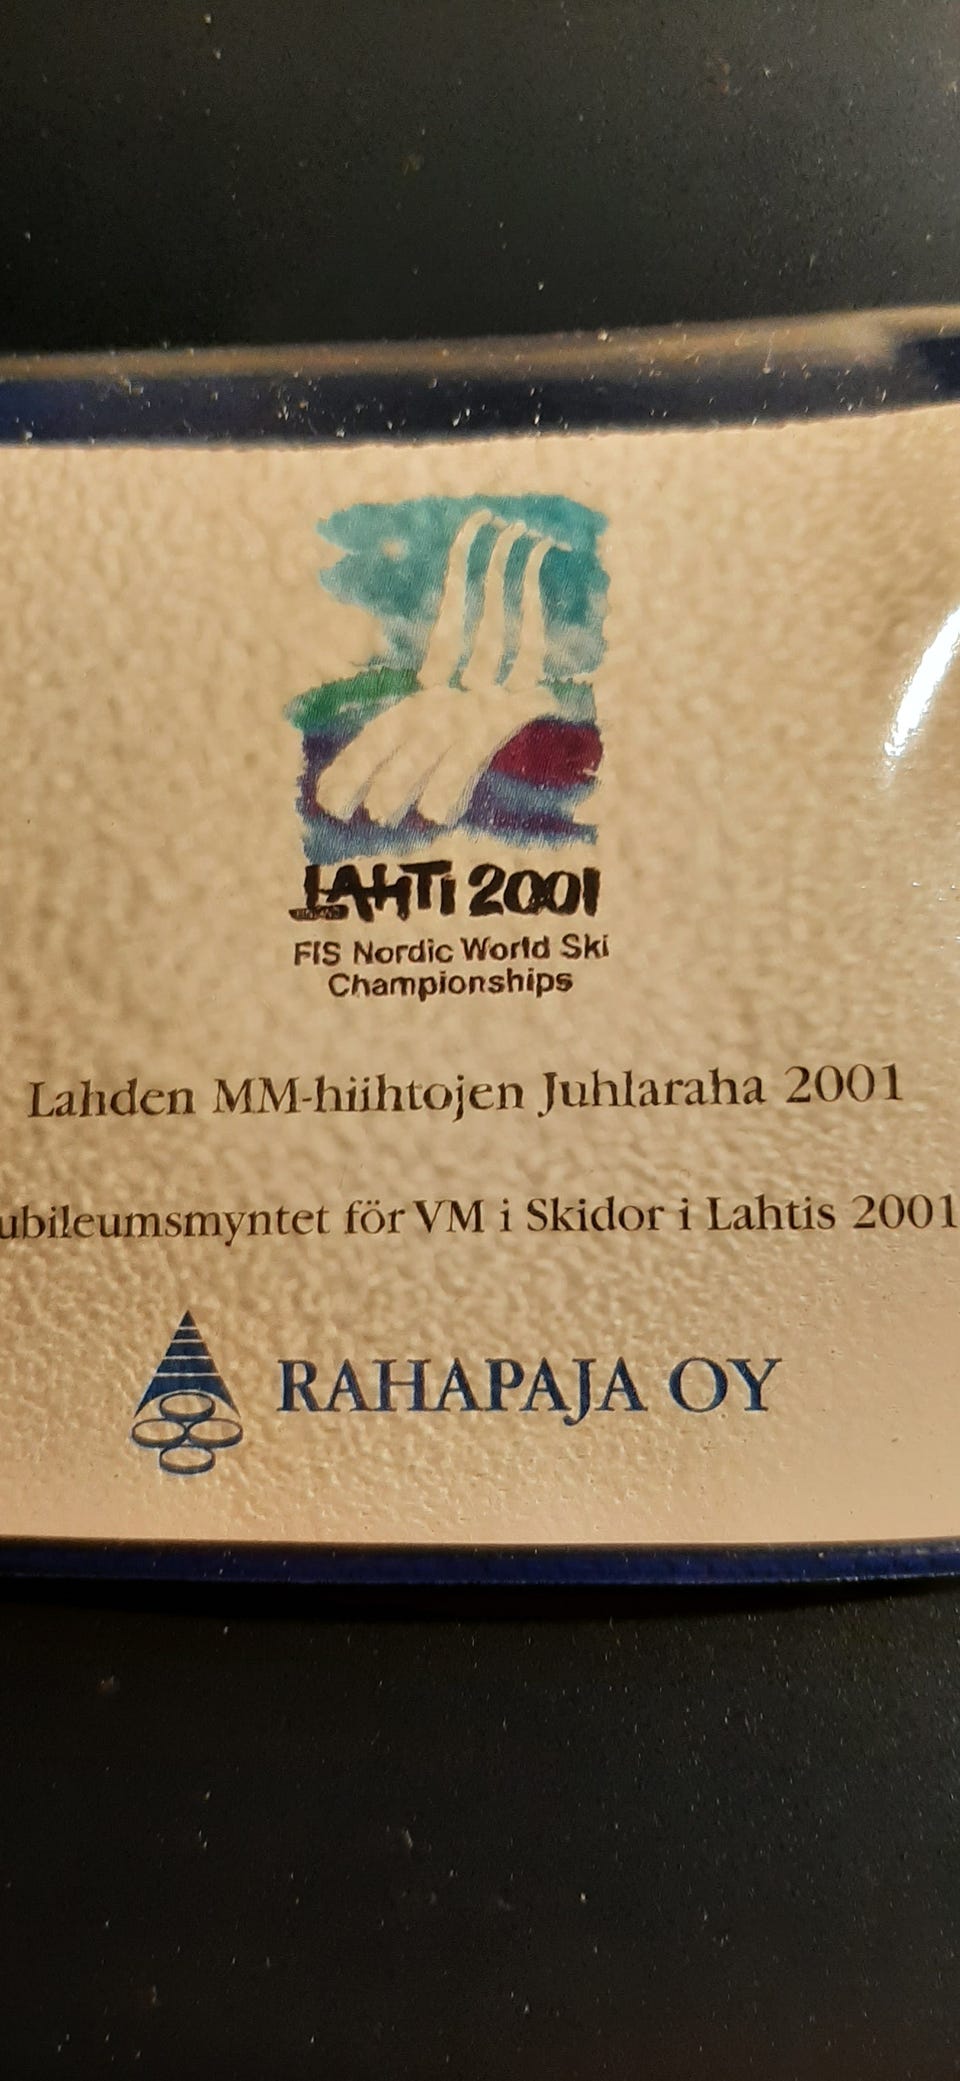 LAHTI 2001
FIS Nordic World Ski
Championships
Lahden MM-hiihtojen Juhlaraha 2001
ubileumsmyntet för VM i Skidor i Lahtis 2001
RAHAPAJA OY